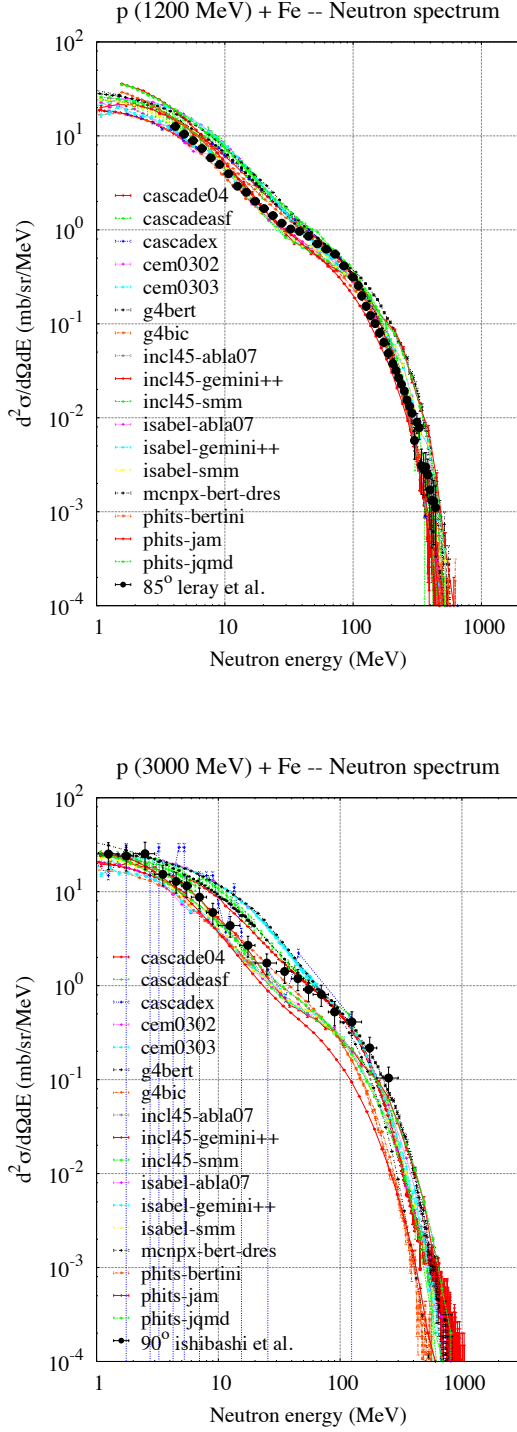 p (1200 MeV) + Fe -- Neutron spectrum
10^2
10^1
10^0
10^-1
10^-2
10^-3
10^-4
d^2σ/dΩdE (mb/sr/MeV)
cascade04
cascadeasf
cascadex
cem0302
cem0303
g4bert
g4bic
incl45-abla07
incl45-gemini++
incl45-smm
isabel-abla07
isabel-gemini++
isabel-smm
mcnpx-bert-dres
phits-bertini
phits-jam
phits-jqmd
85° leray et al.
1 10 100 1000
Neutron energy (MeV)
p (3000 MeV) + Fe -- Neutron spectrum
10^2
10^1
10^0
10^-1
10^-2
10^-3
10^-4
d^2σ/dΩdE (mb/sr/MeV)
cascade04
cascadeasf
cascadex
cem0302
cem0303
g4bert
g4bic
incl45-abla07
incl45-gemini++
incl45-smm
isabel-abla07
isabel-gemini++
isabel-smm
mcnpx-bert-dres
phits-bertini
phits-jam
phits-jqmd
90° ishibashi et al.
1 10 100 1000
Neutron energy (MeV)